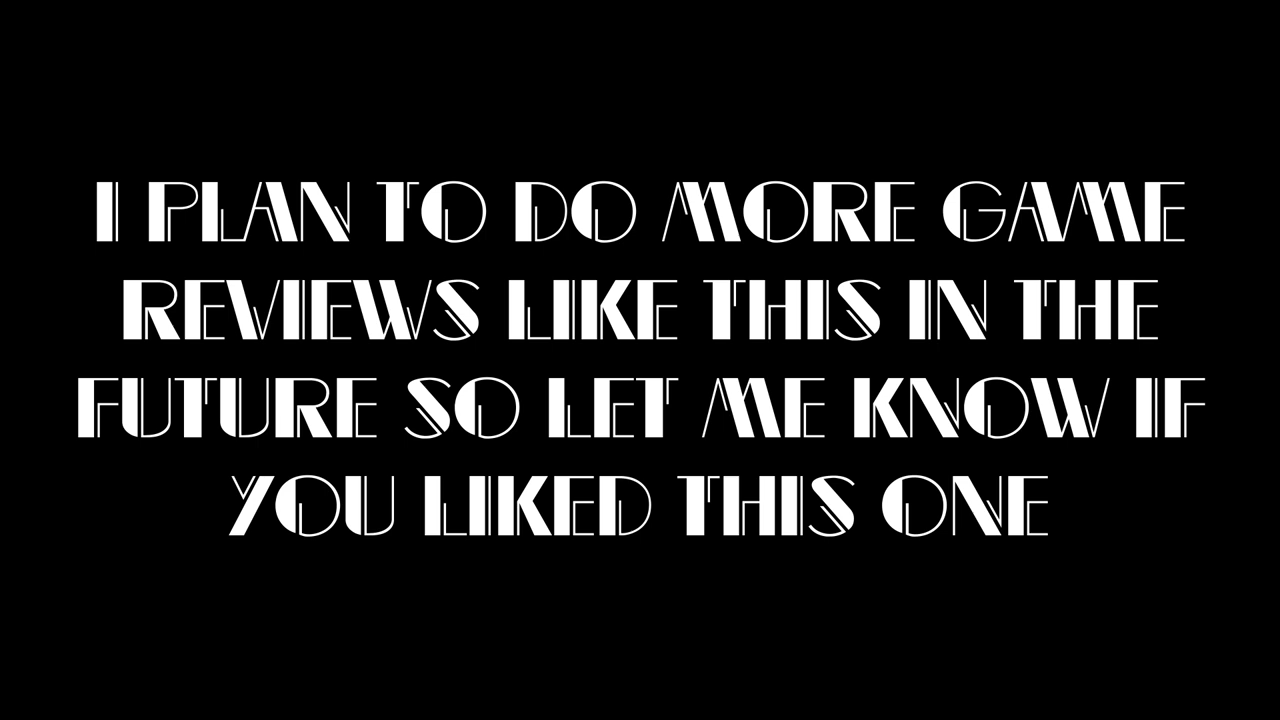 I PLAN TO DO MORE GAME
REVIEWS LIKE THIS IN THE
FUTURE SO LET ME KNOW IF
YOU LIKED THIS ONE